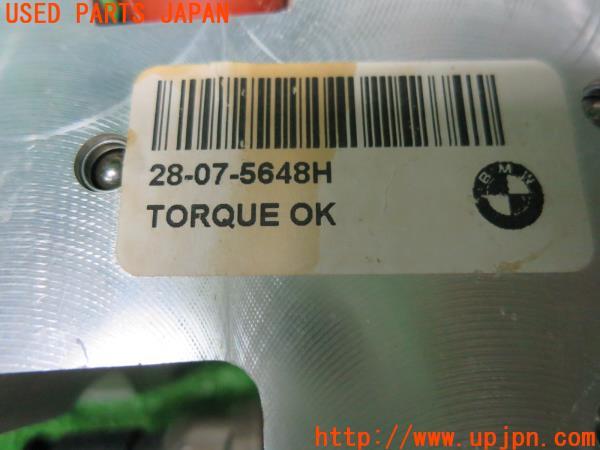 USED PARTS JAPAN
28-07-5648H
TORQUE OK
BMW
http://www.upjpn.com/